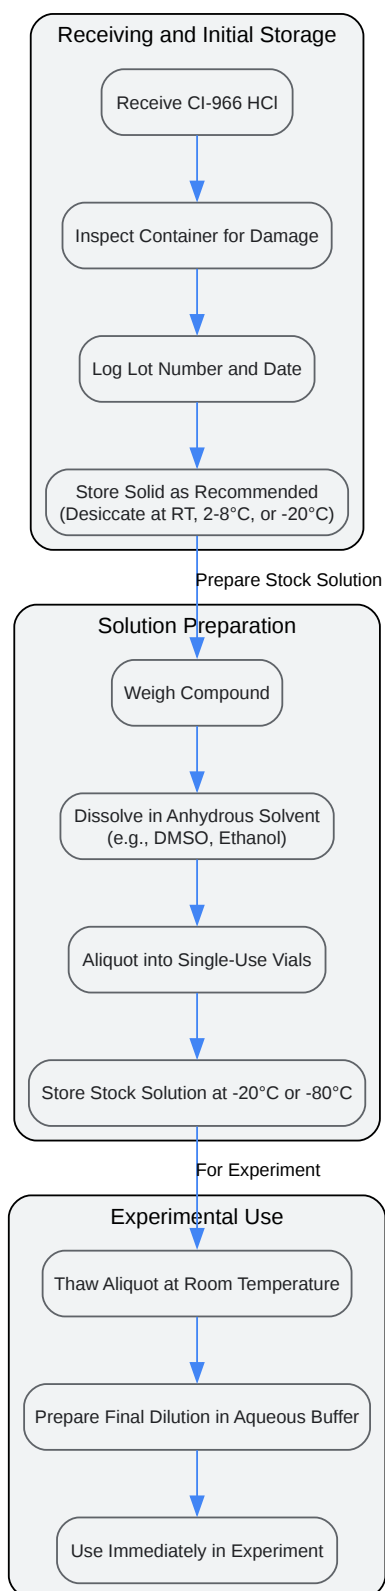 Receiving and Initial Storage
Receive CI-966 HCl
Inspect Container for Damage
Log Lot Number and Date
Store Solid as Recommended
(Desiccate at RT, 2-8°C, or -20°C)
Prepare Stock Solution
Solution Preparation
Weigh Compound
Dissolve in Anhydrous Solvent
(e.g., DMSO, Ethanol)
Aliquot into Single-Use Vials
Store Stock Solution at -20°C or -80°C
For Experiment
Experimental Use
Thaw Aliquot at Room Temperature
Prepare Final Dilution in Aqueous Buffer
Use Immediately in Experiment